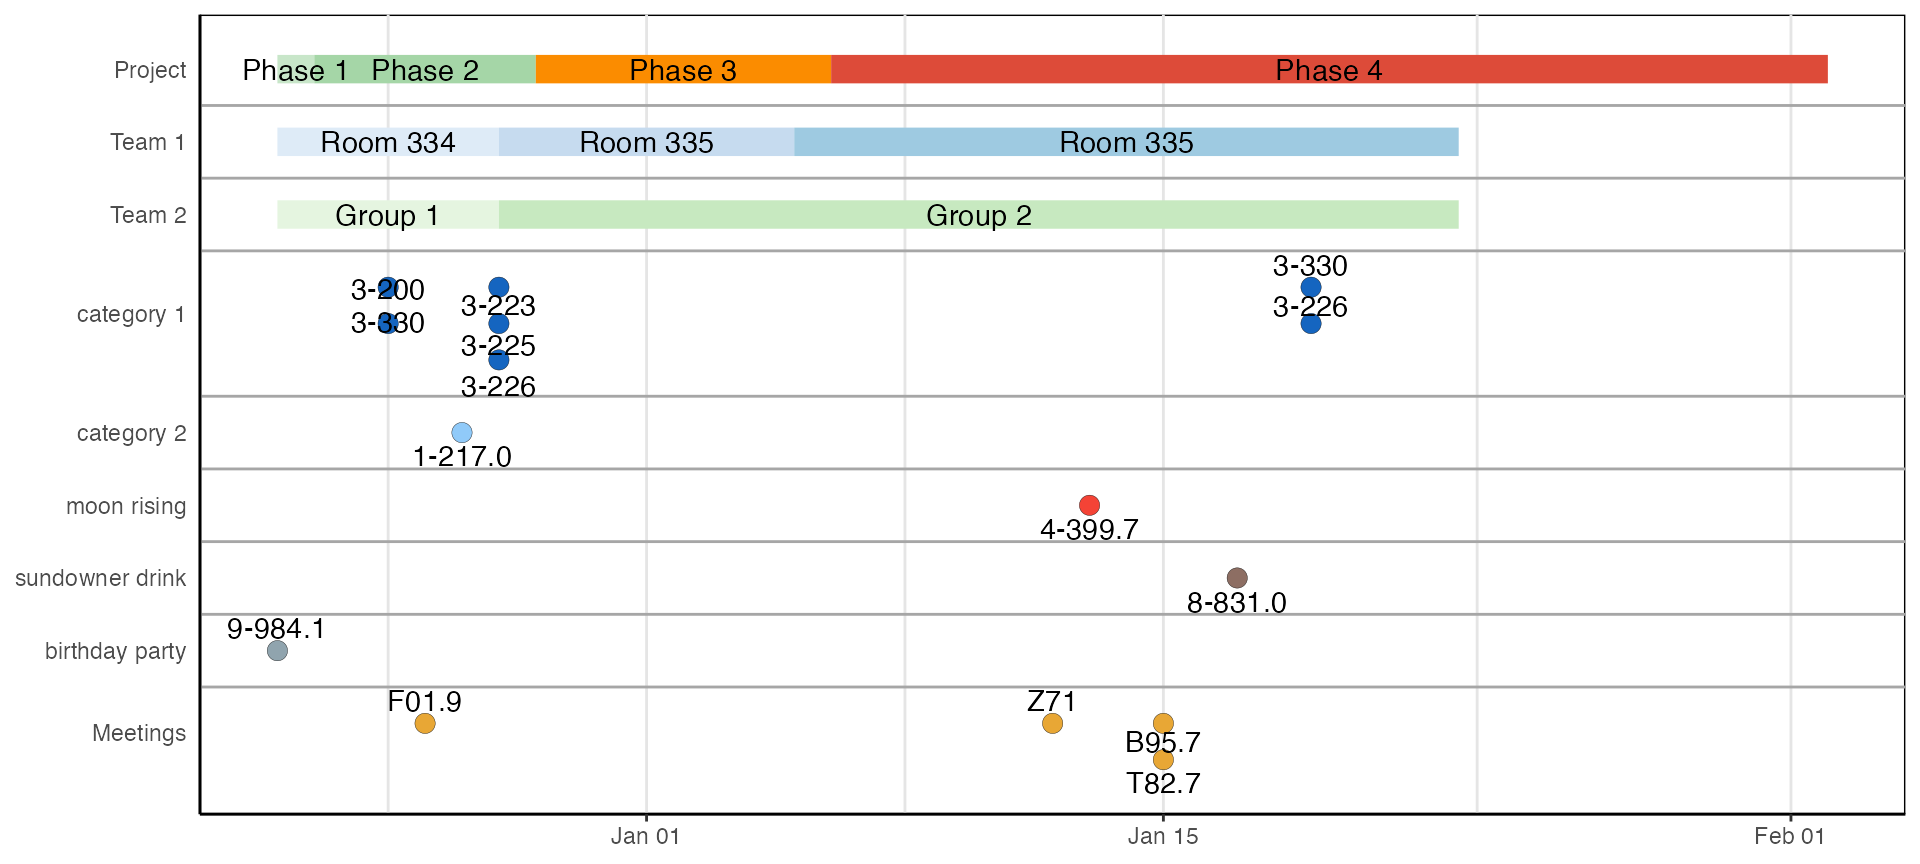 Project
Phase 1
Phase 2
Phase 3
Phase 4
Team 1
Room 334
Room 335
Room 335
Team 2
Group 1
Group 2
category 1
3-200
3-330
3-223
3-225
3-226
3-330
3-226
category 2
1-217.0
moon rising
4-399.7
sundowner drink
8-831.0
birthday party
9-984.1
Meetings
F01.9
Z71
B95.7
T82.7
Jan 01
Jan 15
Feb 01